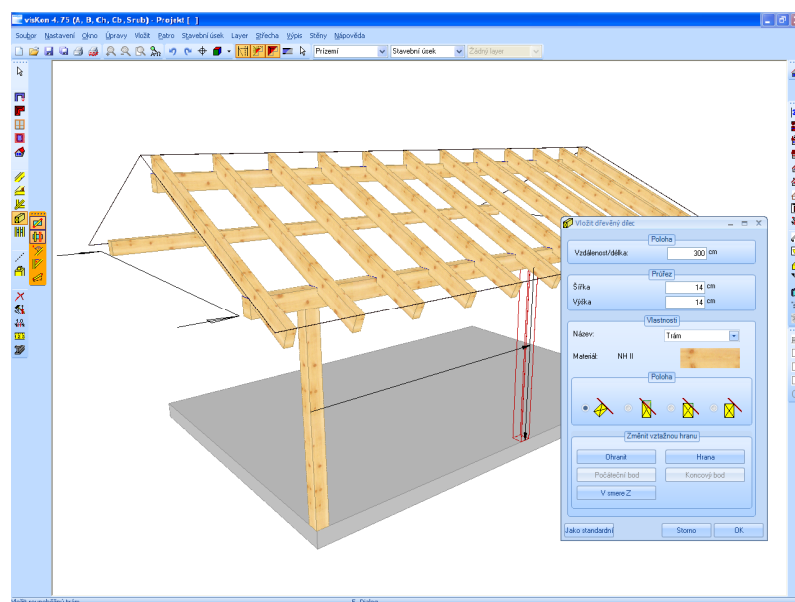 visKon 4.75 (A, B, Ch, Cb, Srub) - Projekt [ ]
Soubor Nastavení Okno Úpravy Vložit Patro Stavební úsek Layer Střecha Výpis Stěny Nápověda
Prízemí Stavební úsek Žádný layer
Vložit dřevěný dílec
Poloha
Vzdálenost/délka: 300 cm
Průřez
Šířka 14 cm
Výška 14 cm
Vlastnosti
Název: Trám
Materiál: NH II
Poloha
Změnit vztažnou hranu
Ohranit Hrana
Počáteční bod Koncový bod
V smere Z
Jako standardní Storno OK